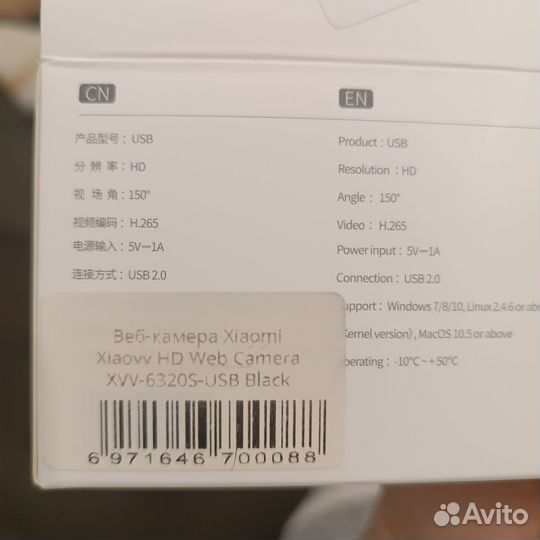 CN
产品型号：USB
分 辨 率：HD
视 场 角：150°
视频编码：H.265
电源输入：5V⎓1A
连接方式：USB 2.0
EN
Product : USB
Resolution : HD
Angle : 150°
Video : H.265
Power input : 5V⎓1A
Connection : USB 2.0
upport : Windows 7/8/10, Linux 2.4.6 or abo
Kernel version), MacOS 10.5 or above
perating : -10°C ~ +50°C
Веб-камера Xiaomi
Xiaovv HD Web Camera
XVV-6320S-USB Black
6 971646 700088
Avito